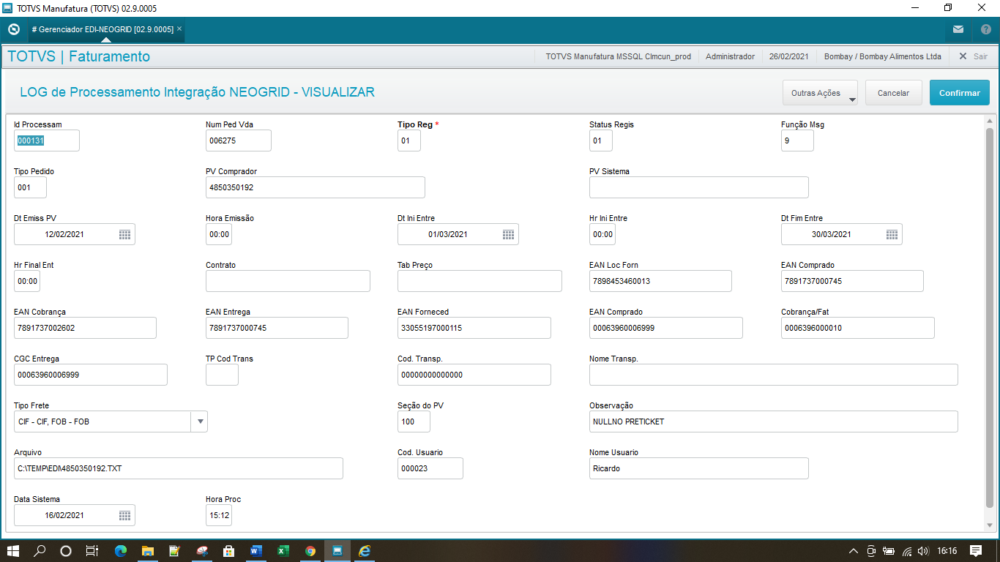 TOTVS Manufatura (TOTVS) 02.9.0005
# Gerenciador EDI-NEOGRID [02.9.0005]
TOTVS | Faturamento
TOTVS Manufatura MSSQL Clmcun_prod
Administrador
26/02/2021
Bombay / Bombay Alimentos Ltda
Sair
LOG de Processamento Integração NEOGRID - VISUALIZAR
Outras Ações
Cancelar
Confirmar
Id Processam Num Ped Vda Tipo Reg * Status Regis Função Msg
000131 006275 01 01 9
Tipo Pedido PV Comprador PV Sistema
001 4850350192
Dt Emiss PV Hora Emissão Dt Ini Entre Hr Ini Entre Dt Fim Entre
12/02/2021 00:00 01/03/2021 00:00 30/03/2021
Hr Final Ent Contrato Tab Preço EAN Loc Forn EAN Comprado
00:00 7898453460013 7891737000745
EAN Cobrança EAN Entrega EAN Forneced EAN Comprado Cobrança/Fat
7891737002602 7891737000745 33055197000115 00063960006999 0006396000010
CGC Entrega TP Cod Trans Cod. Transp. Nome Transp.
00063960006999 00000000000000
Tipo Frete Seção do PV Observação
CIF - CIF, FOB - FOB 100 NULLNO PRETICKET
Arquivo Cod. Usuario Nome Usuario
C:\TEMP\EDI\4850350192.TXT 000023 Ricardo
Data Sistema Hora Proc
16/02/2021 15:12
16:16